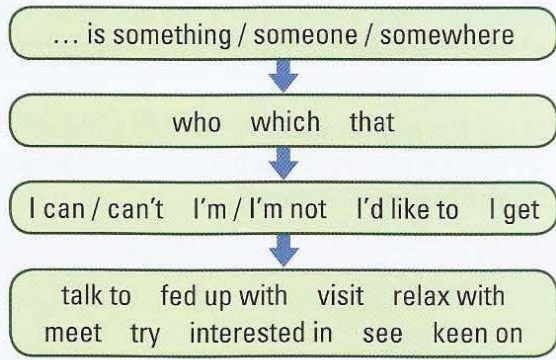 ... is something / someone / somewhere
who which that
I can / can't I'm / I'm not I'd like to I get
talk to fed up with visit relax with
meet try interested in see keen on